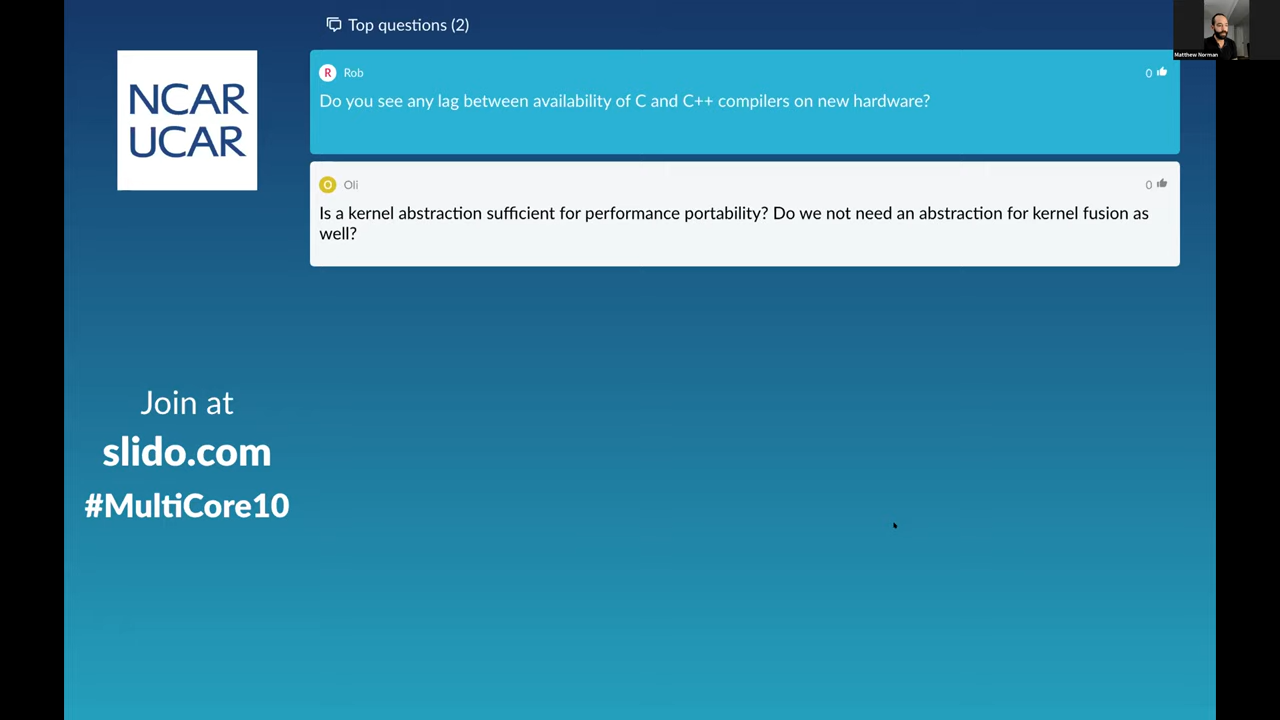 Top questions (2)
Matthew Norman
NCAR
UCAR
R Rob 0
Do you see any lag between availability of C and C++ compilers on new hardware?
O Oli 0
Is a kernel abstraction sufficient for performance portability? Do we not need an abstraction for kernel fusion as
well?
Join at
slido.com
#MultiCore10